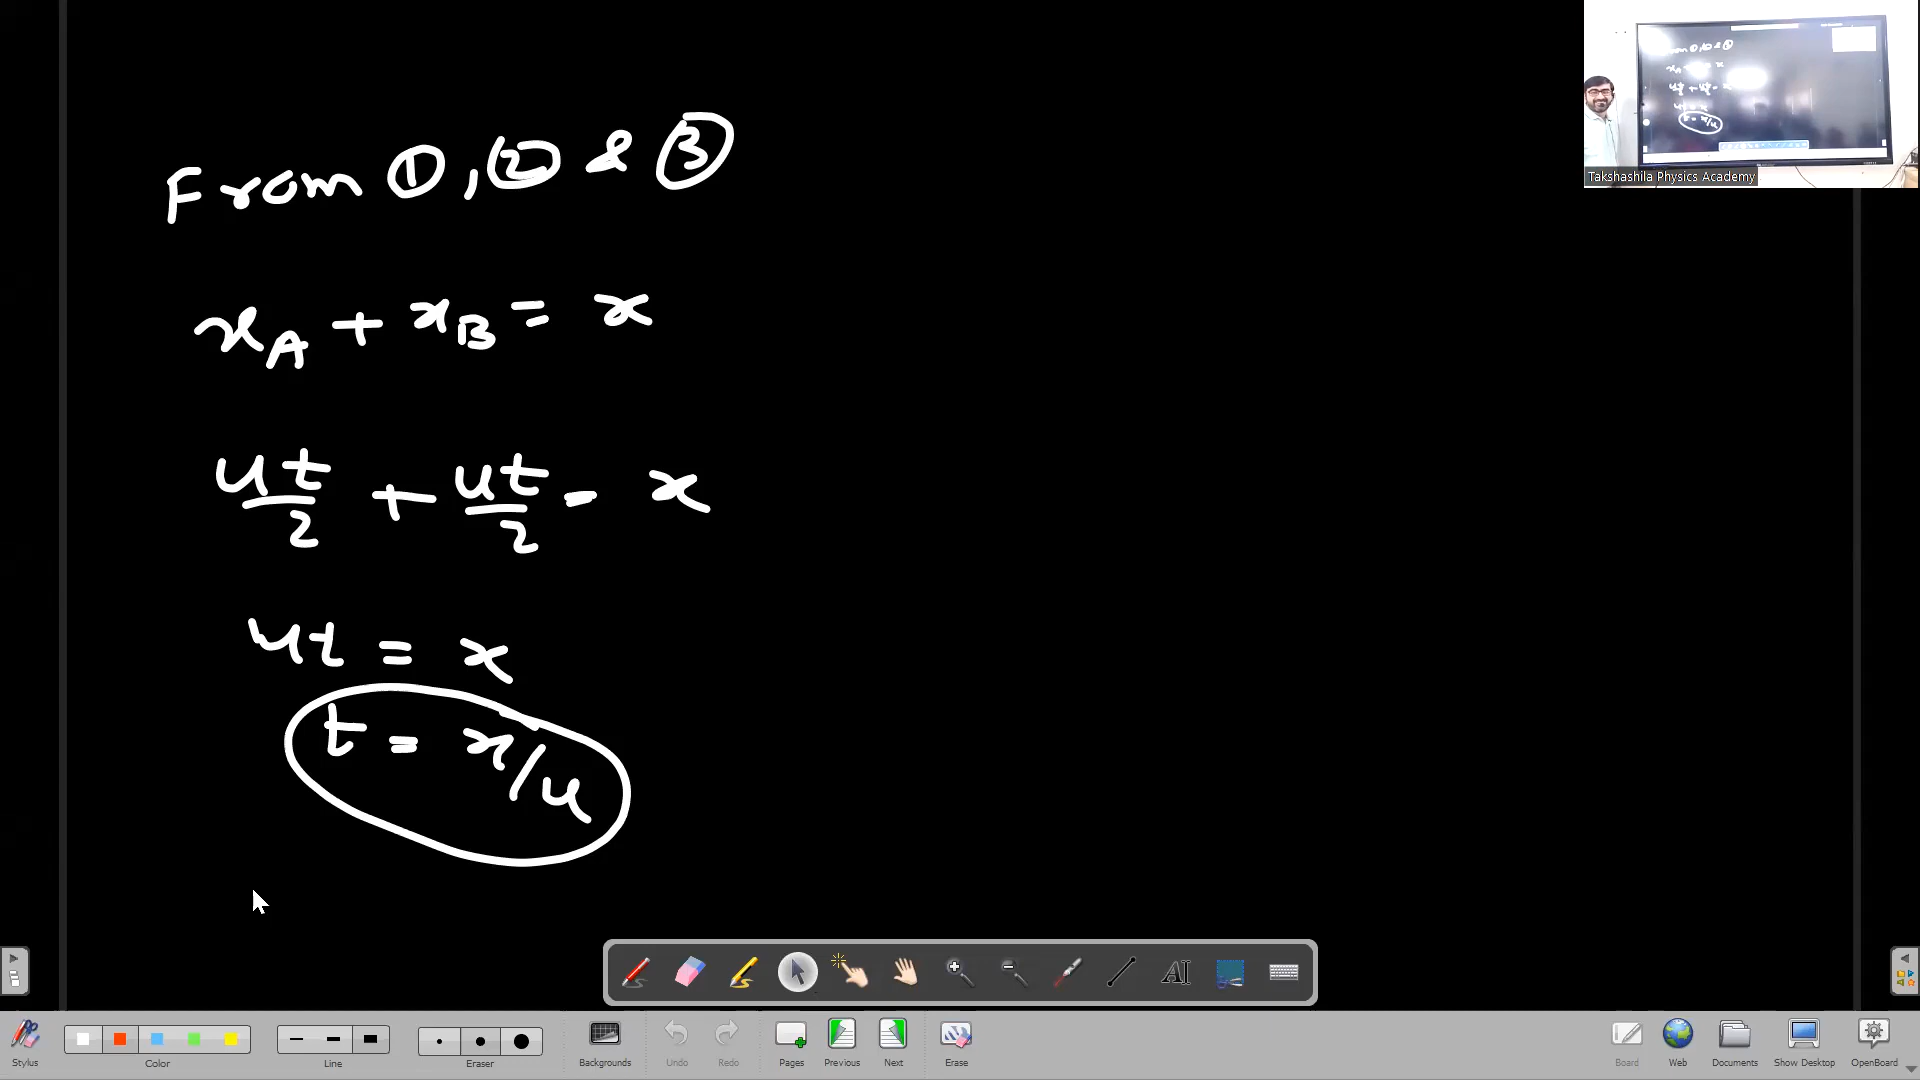 From ①, ② & ③
x_A + x_B = x
ut/2 + ut/2 = x
ut = x
t = x/u
Takshashila Physics Academy
Stylus
Color
Line
Eraser
Backgrounds
Undo
Redo
Pages
Previous
Next
Erase
Board
Web
Documents
Show Desktop
OpenBoard